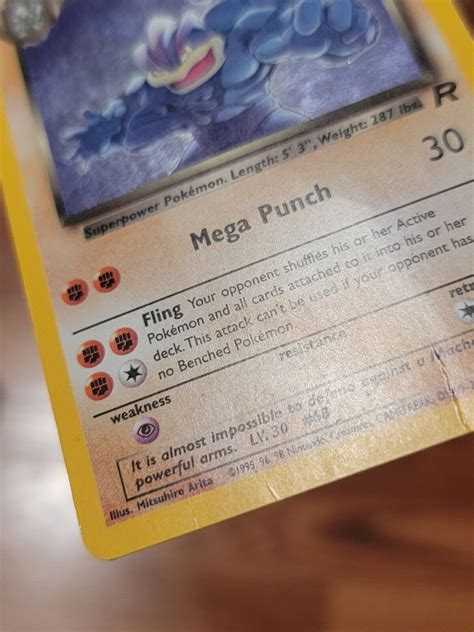 R
Superpower Pokémon. Length: 5' 3", Weight: 287 lbs.
Mega Punch 30
Fling Your opponent shuffles his or her Active
Pokémon and all cards attached to it into his or her
deck. This attack can't be used if your opponent has
no Benched Pokémon.
weakness resistance retr
It is almost impossible to defend against a Macha
powerful arms. LV. 30 #68
Illus. Mitsuhiro Arita ©1995, 96, 98 Nintendo, Creatures, GAMEFREAK.